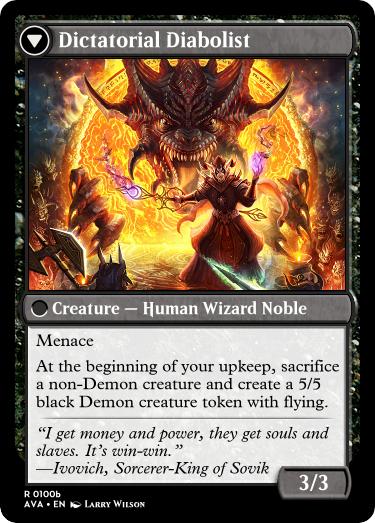 Dictatorial Diabolist
Creature — Human Wizard Noble
Menace
At the beginning of your upkeep, sacrifice
a non-Demon creature and create a 5/5
black Demon creature token with flying.
“I get money and power, they get souls and
slaves. It’s win-win.”
—Ivovich, Sorcerer-King of Sovik
3/3
R 0100b
AVA • EN Larry Wilson